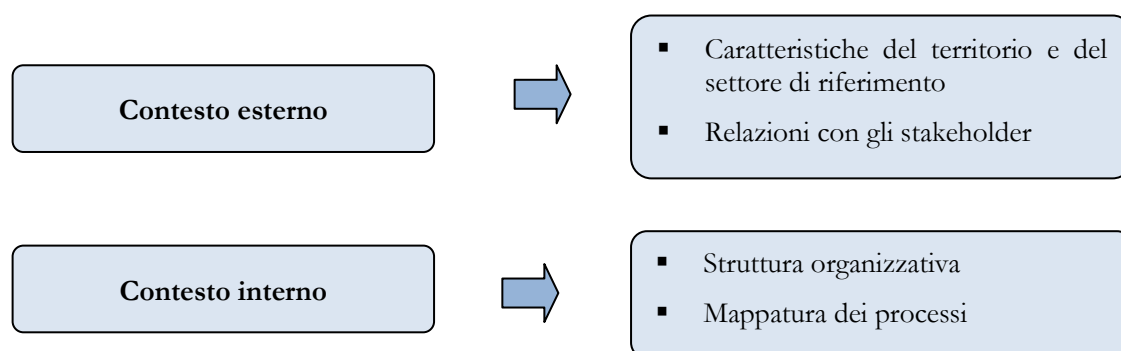 Contesto esterno
▪ Caratteristiche del territorio e del
settore di riferimento
▪ Relazioni con gli stakeholder
Contesto interno
▪ Struttura organizzativa
▪ Mappatura dei processi